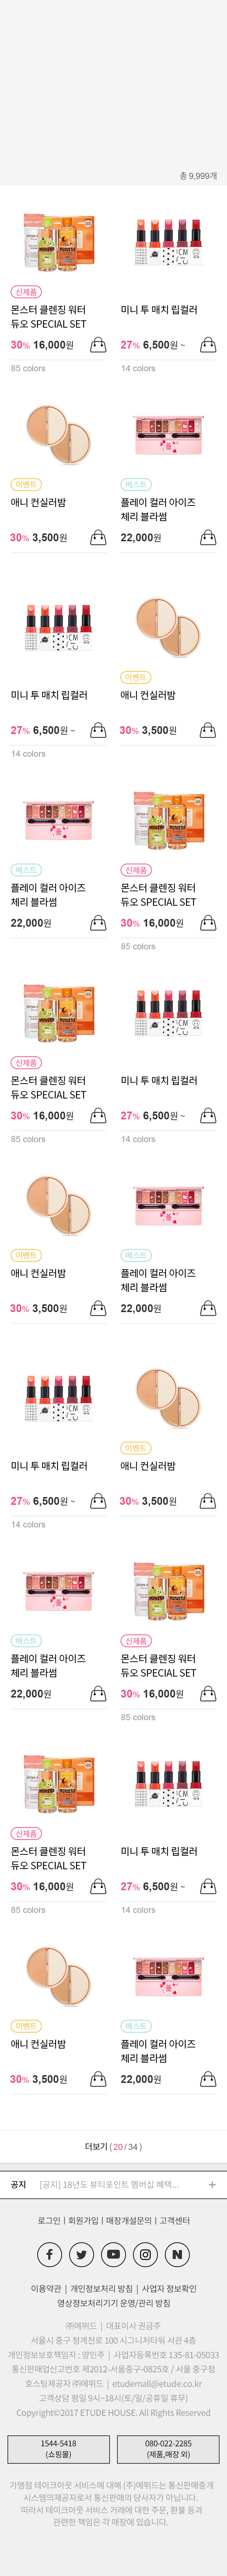 총 9,999개
신제품
몬스터 클렌징 워터
듀오 SPECIAL SET
30% 16,000원
85 colors
미니 투 매치 립컬러
27% 6,500원 ~
14 colors
이벤트
애니 컨실러밤
30% 3,500원
베스트
플레이 컬러 아이즈
체리 블라썸
22,000원
미니 투 매치 립컬러
27% 6,500원 ~
14 colors
이벤트
애니 컨실러밤
30% 3,500원
베스트
플레이 컬러 아이즈
체리 블라썸
22,000원
신제품
몬스터 클렌징 워터
듀오 SPECIAL SET
30% 16,000원
85 colors
신제품
몬스터 클렌징 워터
듀오 SPECIAL SET
30% 16,000원
85 colors
미니 투 매치 립컬러
27% 6,500원 ~
14 colors
이벤트
애니 컨실러밤
30% 3,500원
베스트
플레이 컬러 아이즈
체리 블라썸
22,000원
미니 투 매치 립컬러
27% 6,500원 ~
14 colors
이벤트
애니 컨실러밤
30% 3,500원
베스트
플레이 컬러 아이즈
체리 블라썸
22,000원
신제품
몬스터 클렌징 워터
듀오 SPECIAL SET
30% 16,000원
85 colors
신제품
몬스터 클렌징 워터
듀오 SPECIAL SET
30% 16,000원
85 colors
미니 투 매치 립컬러
27% 6,500원 ~
14 colors
이벤트
애니 컨실러밤
30% 3,500원
베스트
플레이 컬러 아이즈
체리 블라썸
22,000원
더보기 ( 20 / 34 )
공지 [공지] 18년도 뷰티포인트 멤버십 혜택... +
로그인 | 회원가입 | 매장개설문의 | 고객센터
이용약관 | 개인정보처리 방침 | 사업자 정보확인
영상정보처리기기 운영/관리 방침
㈜에뛰드 | 대표이사 권금주
서울시 중구 청계천로 100 시그니처타워 서관 4층
개인정보보호책임자 : 양민주 | 사업자등록번호 135-81-05033
통신판매업신고번호 제2012-서울중구-0825호 / 서울 중구청
호스팅제공자 ㈜에뛰드 | etudemall@etude.co.kr
고객상담 평일 9시~18시(토/일/공휴일 휴무)
Copyright©2017 ETUDE HOUSE. All Rights Reserved
1544-5418
(쇼핑몰)
080-022-2285
(제품,매장 외)
가맹점 테이크아웃 서비스에 대해 (주)에뛰드는 통신판매중개
시스템의제공자로서 통신판매의 당사자가 아닙니다.
따라서 테이크아웃 서비스 거래에 대한 주문, 환불 등과
관련한 책임은 각 매장에 있습니다.